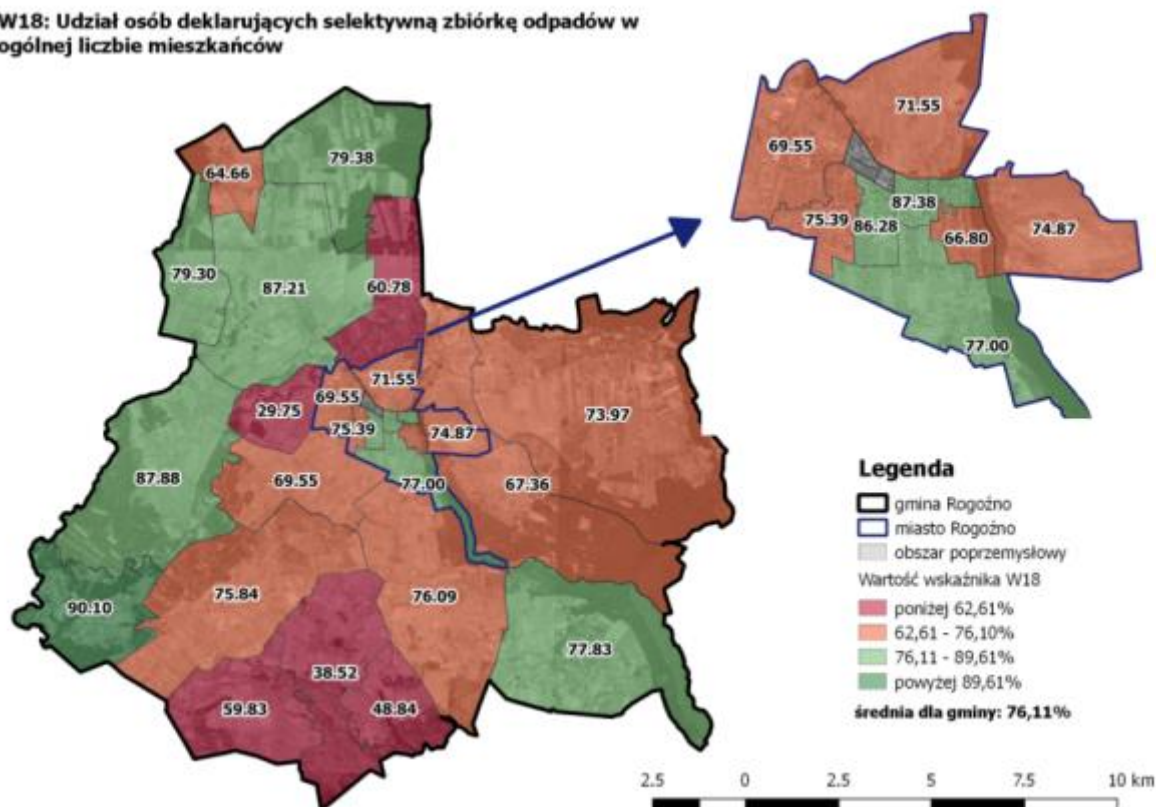 W18: Udział osób deklarujących selektywną zbiórkę odpadów w
ogólnej liczbie mieszkańców
79.38
64.66
79.30
87.21
60.78
71.55
69.55
29.75
75.39
74.87
73.97
87.88
69.55
77.00
67.36
90.10
75.84
76.09
77.83
38.52
59.83
48.84
71.55
69.55
87.38
75.39
86.28
66.80
74.87
77.00
Legenda
gmina Rogoźno
miasto Rogoźno
obszar poprzemysłowy
Wartość wskaźnika W18
poniżej 62,61%
62,61 - 76,10%
76,11 - 89,61%
powyżej 89,61%
średnia dla gminy: 76,11%
2.5 0 2.5 5 7.5 10 km